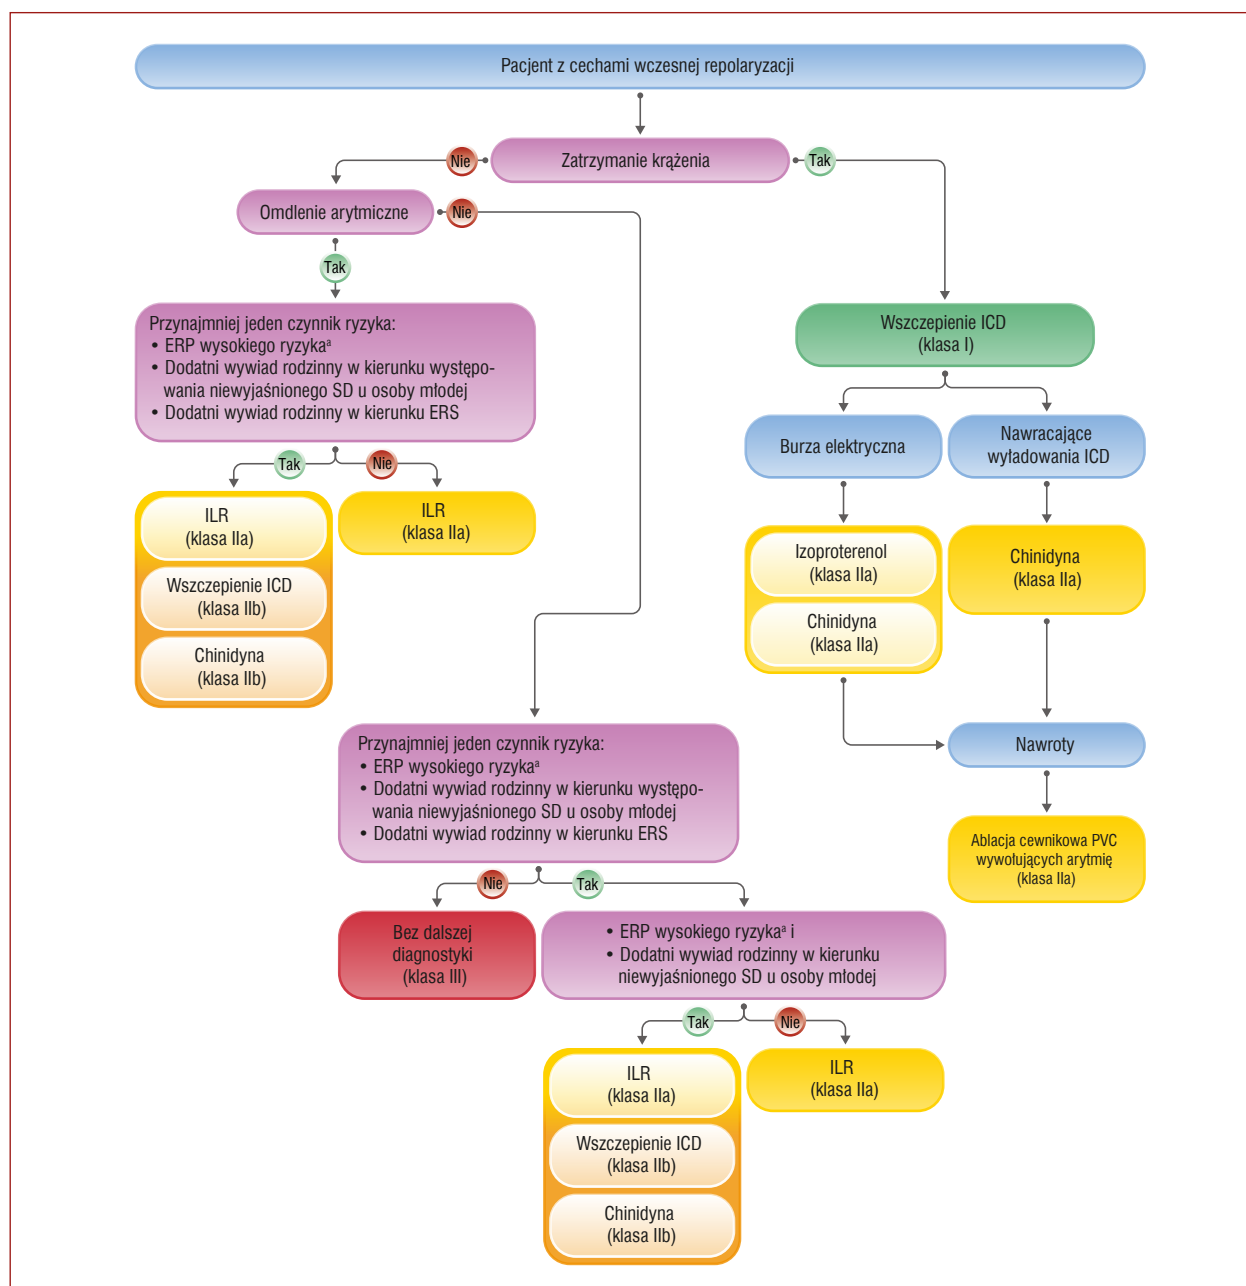 Pacjent z cechami wczesnej repolaryzacji
Nie
Zatrzymanie krążenia
Tak
Omdlenie arytmiczne
Nie
Tak
Przynajmniej jeden czynnik ryzyka:
• ERP wysokiego ryzykaᵃ
• Dodatni wywiad rodzinny w kierunku występo-
wania niewyjaśnionego SD u osoby młodej
• Dodatni wywiad rodzinny w kierunku ERS
Tak
Nie
ILR
(klasa IIa)
Wszczepienie ICD
(klasa IIb)
Chinidyna
(klasa IIb)
ILR
(klasa IIa)
Wszczepienie ICD
(klasa I)
Burza elektryczna
Nawracające
wyładowania ICD
Izoproterenol
(klasa IIa)
Chinidyna
(klasa IIa)
Chinidyna
(klasa IIa)
Nawroty
Ablacja cewnikowa PVC
wywołujących arytmię
(klasa IIa)
Przynajmniej jeden czynnik ryzyka:
• ERP wysokiego ryzykaᵃ
• Dodatni wywiad rodzinny w kierunku występo-
wania niewyjaśnionego SD u osoby młodej
• Dodatni wywiad rodzinny w kierunku ERS
Nie
Tak
Bez dalszej
diagnostyki
(klasa III)
• ERP wysokiego ryzykaᵃ i
• Dodatni wywiad rodzinny w kierunku
niewyjaśnionego SD u osoby młodej
Tak
Nie
ILR
(klasa IIa)
Wszczepienie ICD
(klasa IIb)
Chinidyna
(klasa IIb)
ILR
(klasa IIa)